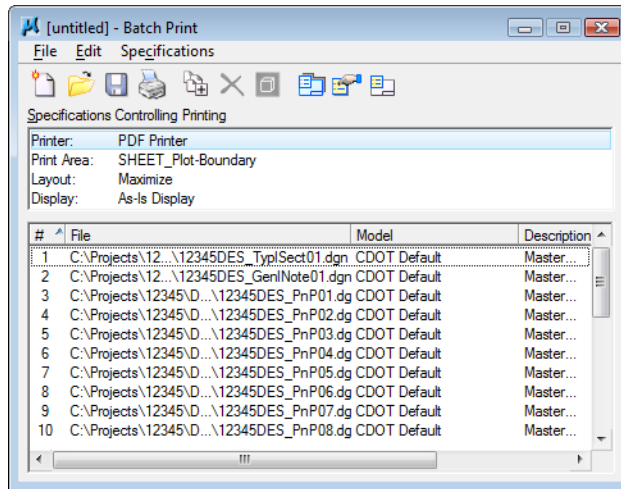 [untitled] - Batch Print
File Edit Specifications
Specifications Controlling Printing
Printer: PDF Printer
Print Area: SHEET_Plot-Boundary
Layout: Maximize
Display: As-Is Display
# File Model Description
1 C:\Projects\12...\12345DES_TyplSect01.dgn CDOT Default Master...
2 C:\Projects\12...\12345DES_GenlNote01.dgn CDOT Default Master...
3 C:\Projects\12345\D...\12345DES_PnP01.dg CDOT Default Master...
4 C:\Projects\12345\D...\12345DES_PnP02.dg CDOT Default Master...
5 C:\Projects\12345\D...\12345DES_PnP03.dg CDOT Default Master...
6 C:\Projects\12345\D...\12345DES_PnP04.dg CDOT Default Master...
7 C:\Projects\12345\D...\12345DES_PnP05.dg CDOT Default Master...
8 C:\Projects\12345\D...\12345DES_PnP06.dg CDOT Default Master...
9 C:\Projects\12345\D...\12345DES_PnP07.dg CDOT Default Master...
10 C:\Projects\12345\D...\12345DES_PnP08.dg CDOT Default Master...